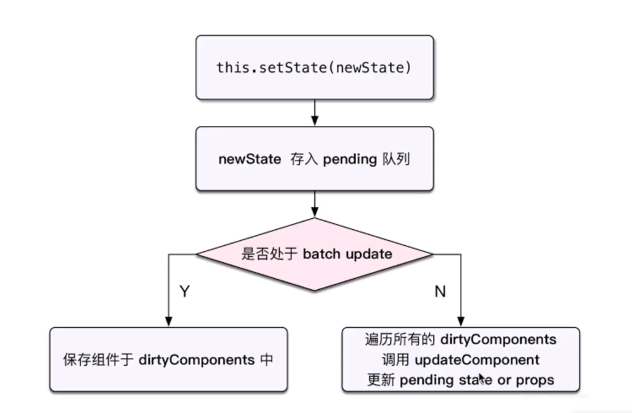 this.setState(newState)
newState 存入 pending 队列
是否处于 batch update
Y
N
保存组件于 dirtyComponents 中
遍历所有的 dirtyComponents
调用 updateComponent
更新 pending state or props